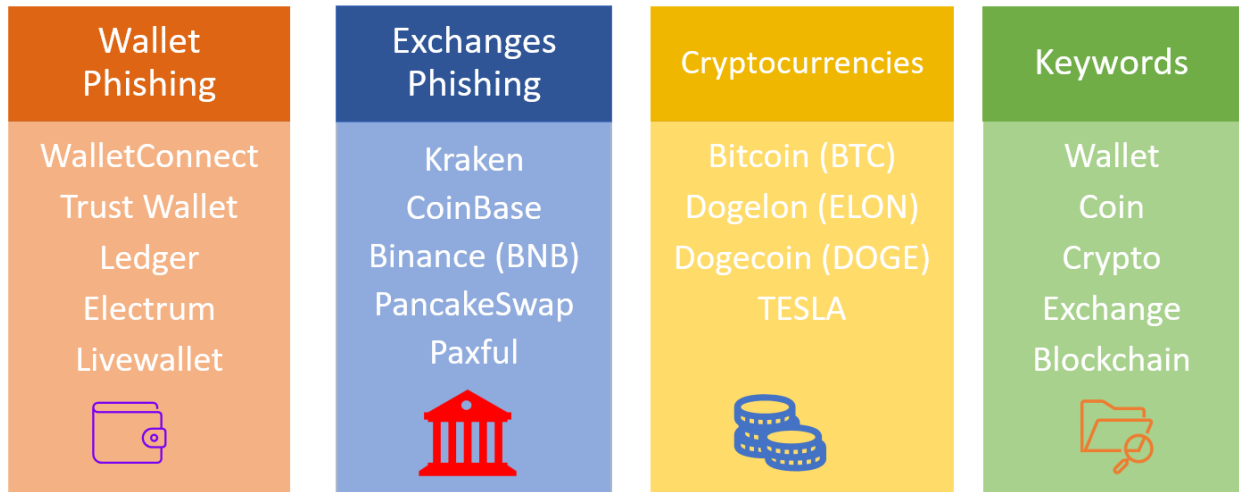 Wallet
Phishing
WalletConnect
Trust Wallet
Ledger
Electrum
Livewallet
Exchanges
Phishing
Kraken
CoinBase
Binance (BNB)
PancakeSwap
Paxful
Cryptocurrencies
Bitcoin (BTC)
Dogelon (ELON)
Dogecoin (DOGE)
TESLA
Keywords
Wallet
Coin
Crypto
Exchange
Blockchain